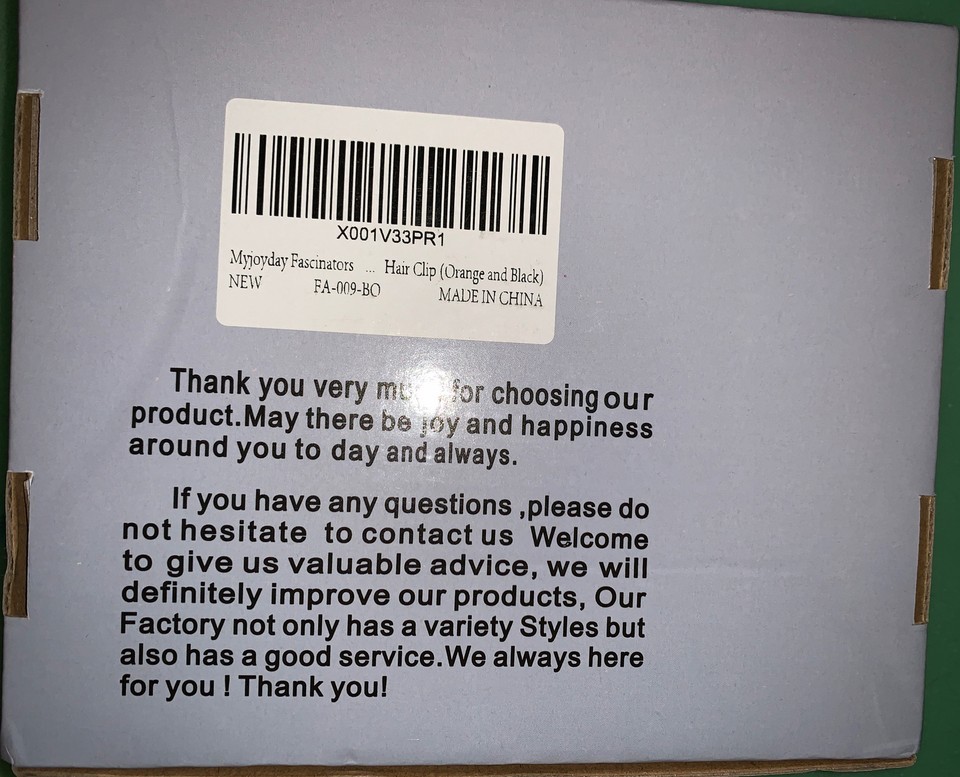 X001V33PR1
Myjoyday Fascinators ... Hair Clip (Orange and Black)
NEW FA-009-BO MADE IN CHINA
Thank you very much for choosing our
product.May there be joy and happiness
around you to day and always.
If you have any questions ,please do
not hesitate to contact us Welcome
to give us valuable advice, we will
definitely improve our products, Our
Factory not only has a variety Styles but
also has a good service.We always here
for you ! Thank you!